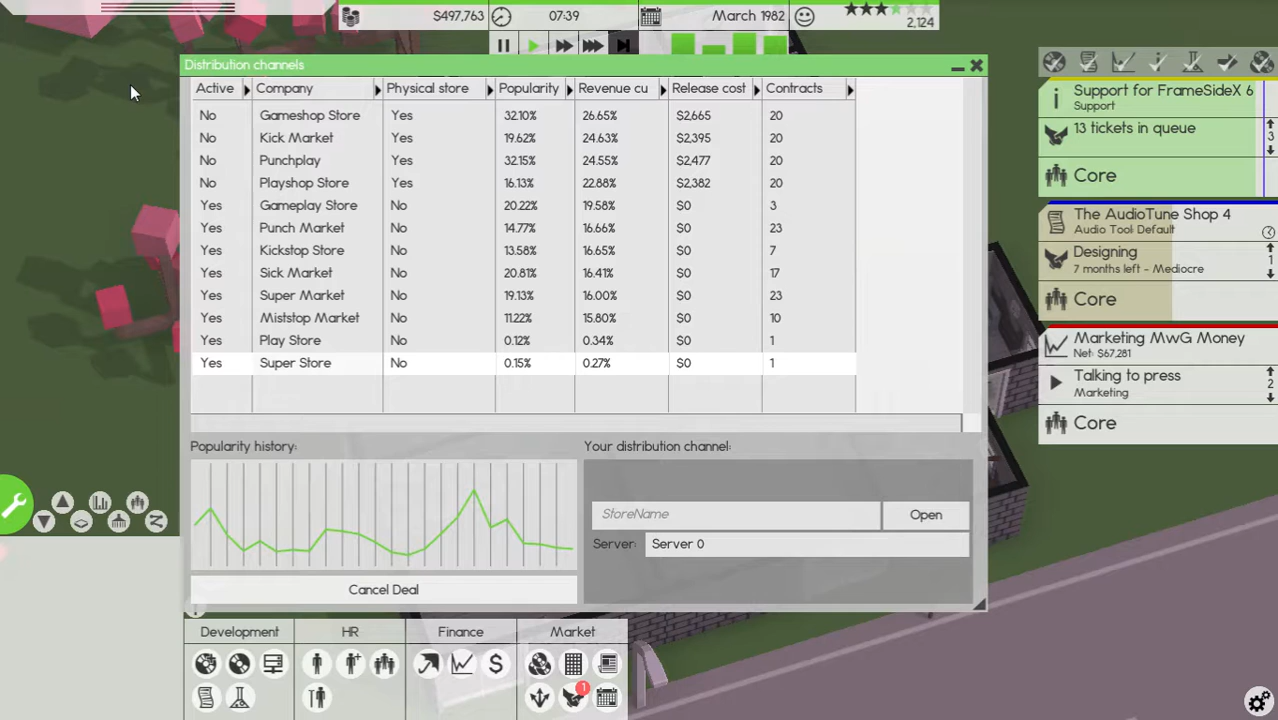 $497,763 07:39 March 1982 2,124
Distribution channels
Active Company Physical store Popularity Revenue cu Release cost Contracts
No Gameshop Store Yes 32.10% 26.65% $2,665 20
No Kick Market Yes 19.62% 24.63% $2,395 20
No Punchplay Yes 32.15% 24.55% $2,477 20
No Playshop Store Yes 16.13% 22.88% $2,382 20
Yes Gameplay Store No 20.22% 19.58% $0 3
Yes Punch Market No 14.77% 16.66% $0 23
Yes Kickstop Store No 13.58% 16.65% $0 7
Yes Sick Market No 20.81% 16.41% $0 17
Yes Super Market No 19.13% 16.00% $0 23
Yes Miststop Market No 11.22% 15.80% $0 10
Yes Play Store No 0.12% 0.34% $0 1
Yes Super Store No 0.15% 0.27% $0 1
Popularity history:
Cancel Deal
Your distribution channel:
StoreName Open
Server: Server 0
Support for FrameSideX 6
Support
13 tickets in queue 3
Core
The AudioTune Shop 4
Audio Tool: Default
Designing 1
7 months left - Mediocre
Core
Marketing MwG Money
Net: $67,281
Talking to press 2
Marketing
Core
Development HR Finance Market
1